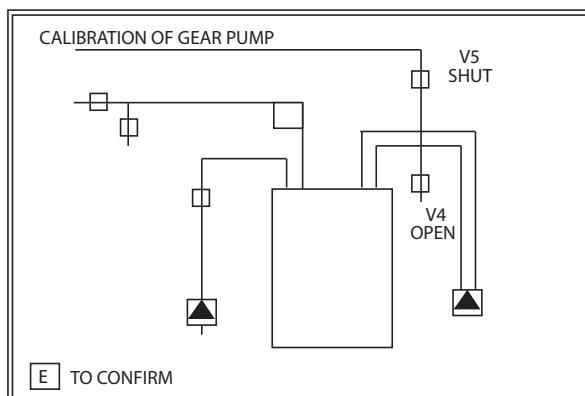 CALIBRATION OF GEAR PUMP
V5
SHUT
V4
OPEN
E TO CONFIRM